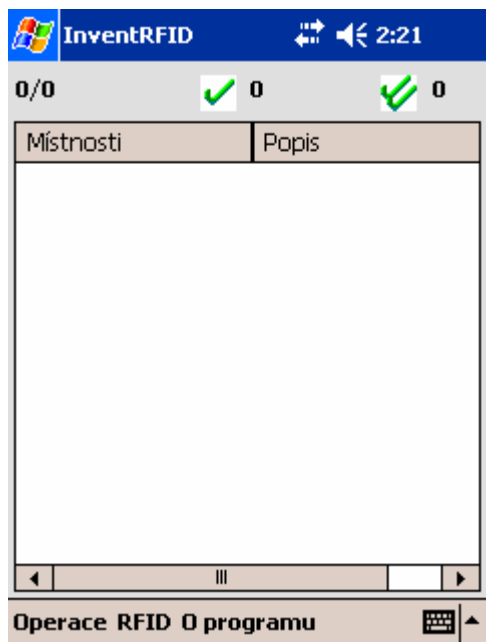 InventRFID 2:21
0/0 0 0
Místnosti Popis
Operace RFID O programu